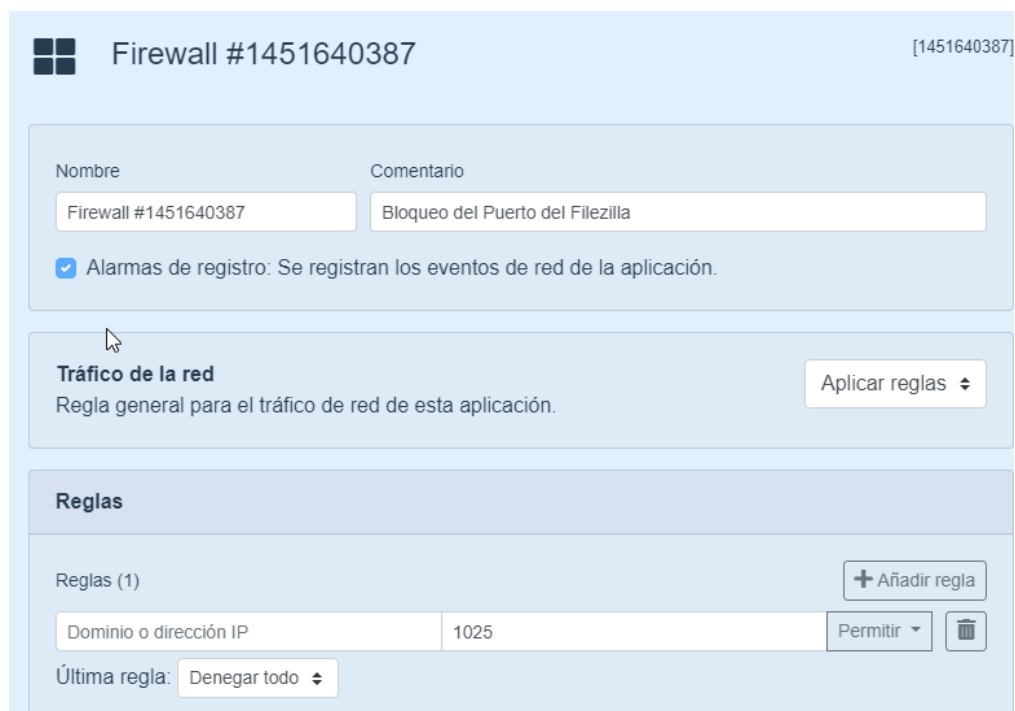 Firewall #1451640387
[1451640387]
Nombre
Comentario
Firewall #1451640387
Bloqueo del Puerto del Filezilla
Alarmas de registro: Se registran los eventos de red de la aplicación.
Tráfico de la red
Regla general para el tráfico de red de esta aplicación.
Aplicar reglas
Reglas
Reglas (1)
Añadir regla
Dominio o dirección IP
1025
Permitir
Última regla: Denegar todo